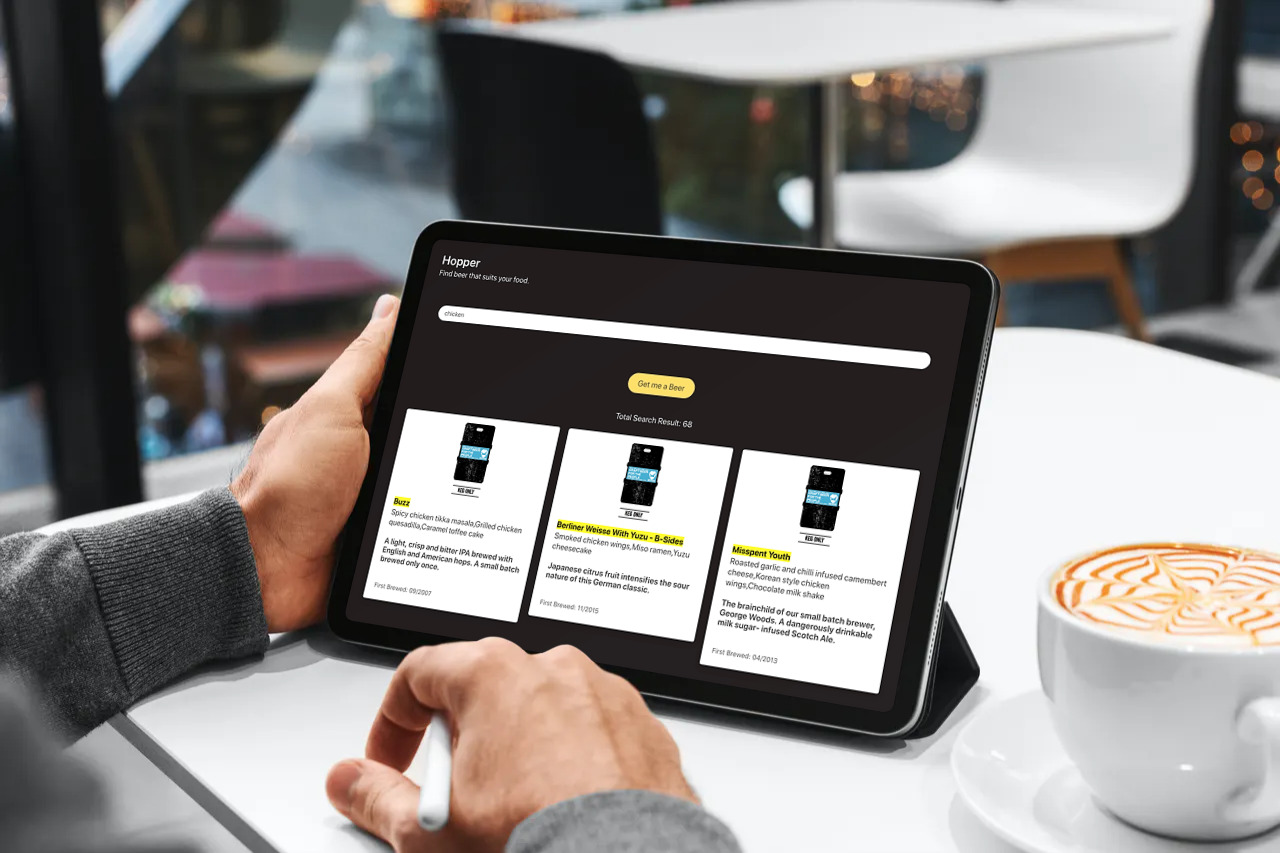 Hopper
Find beer that suits your food.
chicken
Get me a Beer
Total Search Result: 68
KEG ONLY
Buzz
Spicy chicken tikka masala,Grilled chicken
quesadilla,Caramel toffee cake
A light, crisp and bitter IPA brewed with
English and American hops. A small batch
brewed only once.
First Brewed: 09/2007
KEG ONLY
Berliner Weisse With Yuzu - B-Sides
Smoked chicken wings,Miso ramen,Yuzu
cheesecake
Japanese citrus fruit intensifies the sour
nature of this German classic.
First Brewed: 11/2015
KEG ONLY
Misspent Youth
Roasted garlic and chilli infused camembert
cheese,Korean style chicken
wings,Chocolate milk shake
The brainchild of our small batch brewer,
George Woods. A dangerously drinkable
milk sugar- infused Scotch Ale.
First Brewed: 04/2013